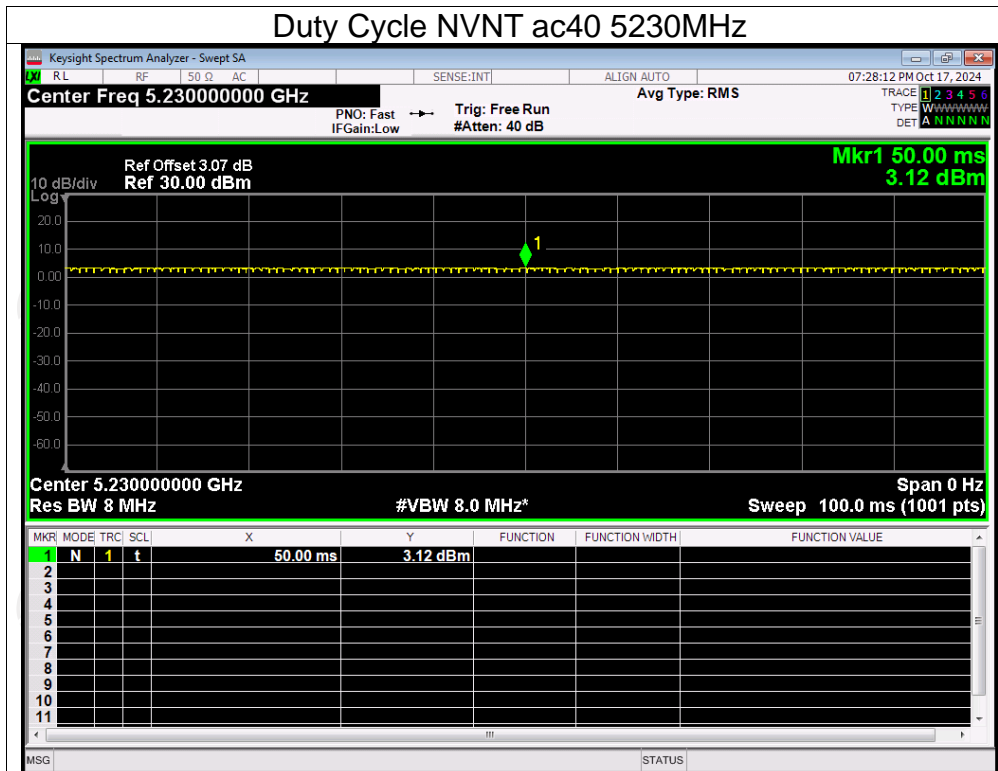 Duty Cycle NVNT ac40 5230MHz
Keysight Spectrum Analyzer - Swept SA
LXI RL RF 50 Ω AC SENSE:INT ALIGN AUTO 07:28:12 PM Oct 17, 2024
Center Freq 5.230000000 GHz Avg Type: RMS TRACE 1 2 3 4 5 6
PNO: Fast Trig: Free Run TYPE WWWWWW
IFGain:Low #Atten: 40 dB DET A N N N N N
Ref Offset 3.07 dB Mkr1 50.00 ms
10 dB/div Ref 30.00 dBm 3.12 dBm
Log
20.0
1
10.0
0.00
-10.0
-20.0
-30.0
-40.0
-50.0
-60.0
Center 5.230000000 GHz Span 0 Hz
Res BW 8 MHz #VBW 8.0 MHz* Sweep 100.0 ms (1001 pts)
MKR MODE TRC SCL X Y FUNCTION FUNCTION WIDTH FUNCTION VALUE
1 N 1 t 50.00 ms 3.12 dBm
2
3
4
5
6
7
8
9
10
11
MSG STATUS